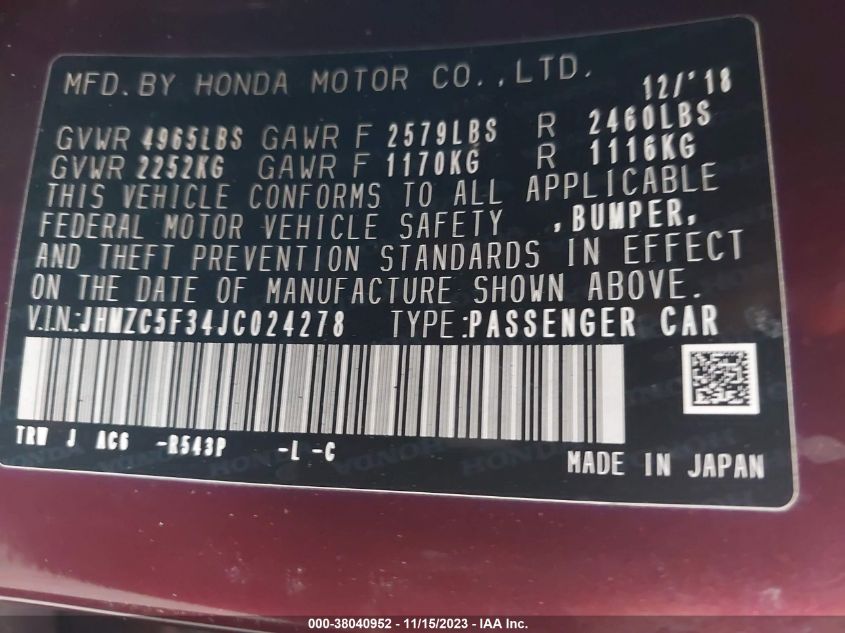 MFD. BY HONDA MOTOR CO., LTD. 12/'18
GVWR 4965LBS GAWR F 2579LBS R 2460LBS
GVWR 2252KG GAWR F 1170KG R 1116KG
THIS VEHICLE CONFORMS TO ALL APPLICABLE
FEDERAL MOTOR VEHICLE SAFETY , BUMPER,
AND THEFT PREVENTION STANDARDS IN EFFECT
ON THE DATE OF MANUFACTURE SHOWN ABOVE.
V.I.N.:JHMZC5F34JC024278 TYPE:PASSENGER CAR
TRW J AC6 -R543P -L -C
MADE IN JAPAN
000-38040952 - 11/15/2023 - IAA Inc.